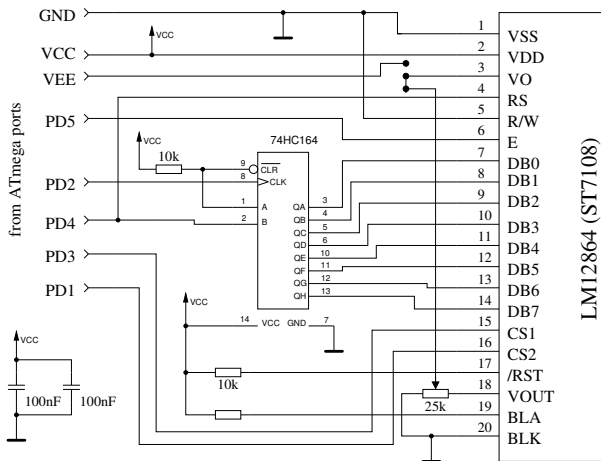 GND
VCC
VEE
PD5
PD2
PD4
PD3
PD1
from ATmega ports
VCC
VCC
10k
74HC164
9 CLR
8 CLK
1 A
2 B
QA 3
QB 4
QC 5
QD 6
QE 10
QF 11
QG 12
QH 13
14 VCC GND 7
VCC
10k
VCC
100nF 100nF
25k
1 VSS
2 VDD
3 VO
4 RS
5 R/W
6 E
7 DB0
8 DB1
9 DB2
10 DB3
11 DB4
12 DB5
13 DB6
14 DB7
15 CS1
16 CS2
17 /RST
18 VOUT
19 BLA
20 BLK
LM12864 (ST7108)